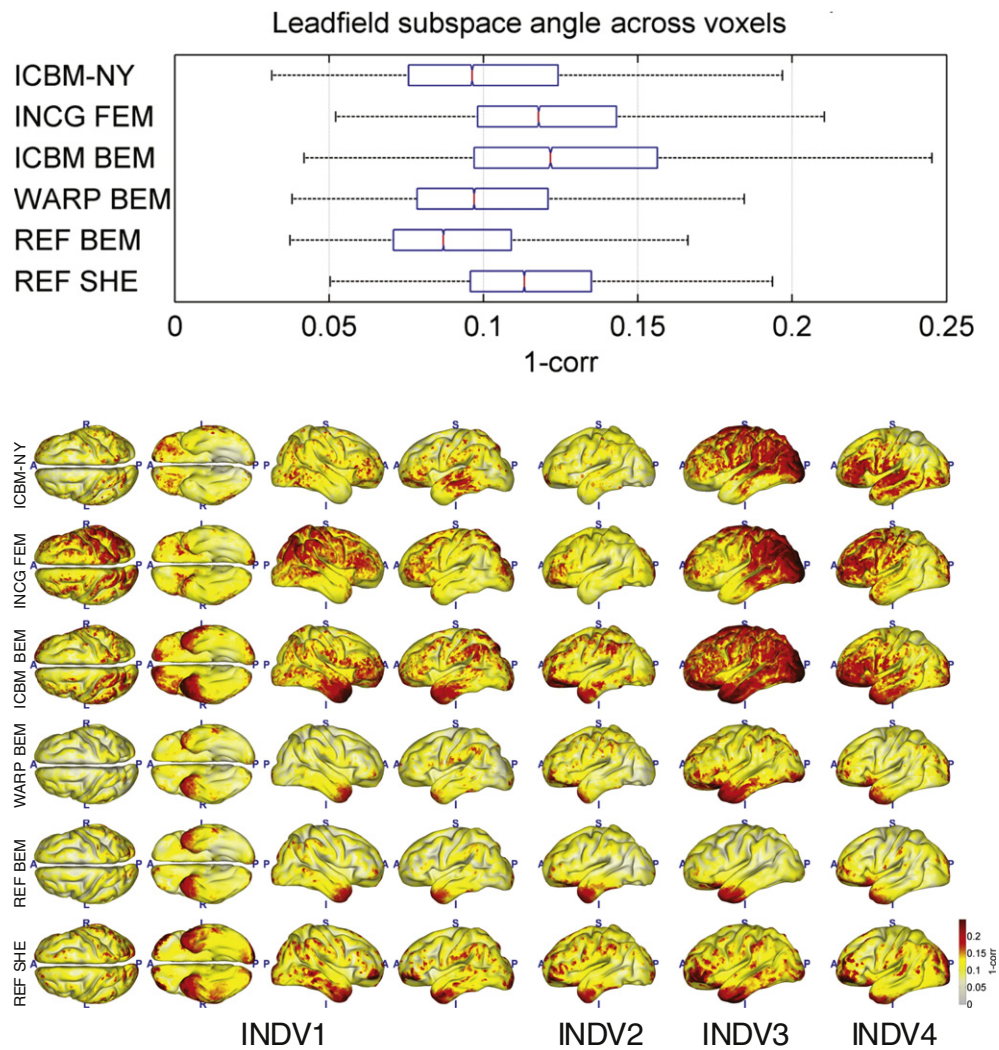 Leadfield subspace angle across voxels
ICBM-NY
INCG FEM
ICBM BEM
WARP BEM
REF BEM
REF SHE
0 0.05 0.1 0.15 0.2 0.25
1-corr
R L S S S S S
ICBM-NY A P A P P A A P A P A P A P
L R I I I I I
R L S S S S S
INCG FEM A P A P P A A P A P A P A P
L R I I I I I
R L S S S S S
ICBM BEM A P A P P A A P A P A P A P
L R I I I I I
R L S S S S S
WARP BEM A P A P P A A P A P A P A P
L R I I I I I
R L S S S S S
REF BEM A P A P P A A P A P A P A P
L R I I I I I
R L S S S S S
REF SHE A P A P P A A P A P A P A P
L R I I I I I
0.2
0.15
0.1
0.05
0
1-corr
INDV1 INDV2 INDV3 INDV4